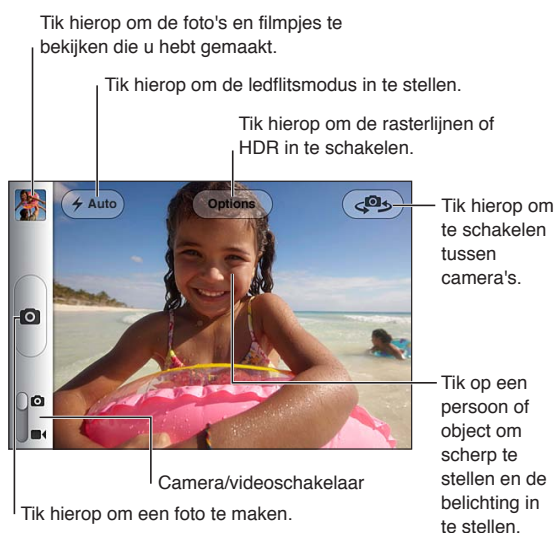 Tik hierop om de foto's en filmpjes te
bekijken die u hebt gemaakt.
Tik hierop om de ledflitsmodus in te stellen.
Tik hierop om de rasterlijnen of
HDR in te schakelen.
Auto
Options
Tik hierop om
te schakelen
tussen
camera's.
Tik op een
persoon of
object om
scherp te
stellen en de
belichting in
te stellen.
Camera/videoschakelaar
Tik hierop om een foto te maken.